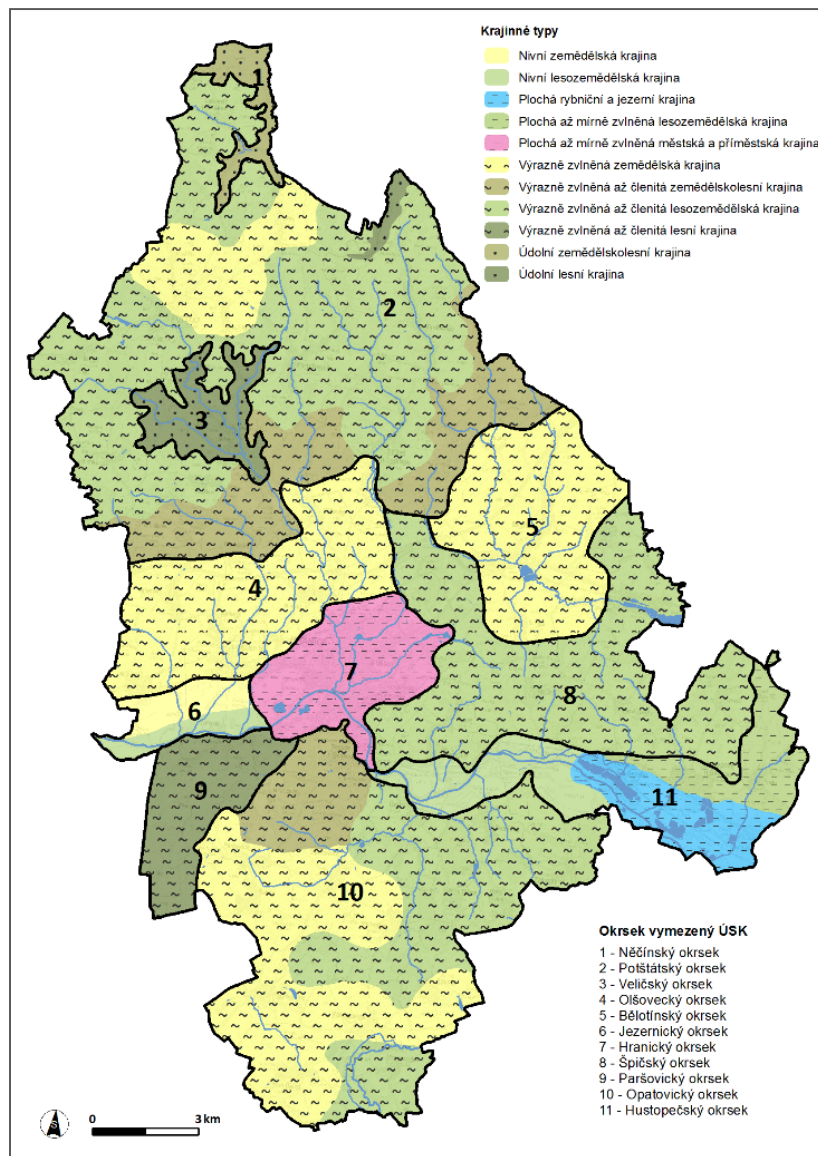 Krajinné typy
Nivní zemědělská krajina
Nivní lesozemědělská krajina
Plochá rybniční a jezerní krajina
Plochá až mírně zvlněná lesozemědělská krajina
Plochá až mírně zvlněná městská a příměstská krajina
Výrazně zvlněná zemědělská krajina
Výrazně zvlněná až členitá zemědělskolesní krajina
Výrazně zvlněná až členitá lesozemědělská krajina
Výrazně zvlněná až členitá lesní krajina
Údolní zemědělskolesní krajina
Údolní lesní krajina
1
2
3
5
4
7
6
8
9
11
10
Okrsek vymezený ÚSK
1 - Něčínský okrsek
2 - Potštátský okrsek
3 - Veličský okrsek
4 - Olšovecký okrsek
5 - Bělotínský okrsek
6 - Jezernický okrsek
7 - Hranický okrsek
8 - Špičský okrsek
9 - Paršovický okrsek
10 - Opatovický okrsek
11 - Hustopečský okrsek
S
0 3 km